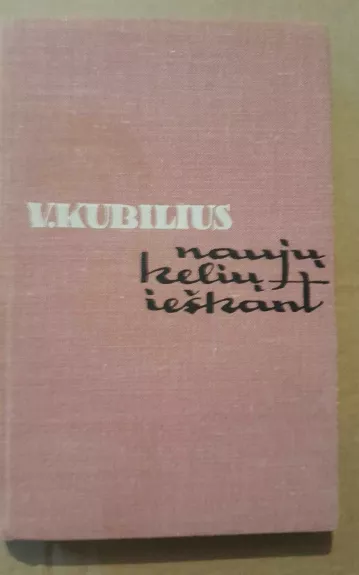 V.KUBILIUS
naujų
kelių
ieškant